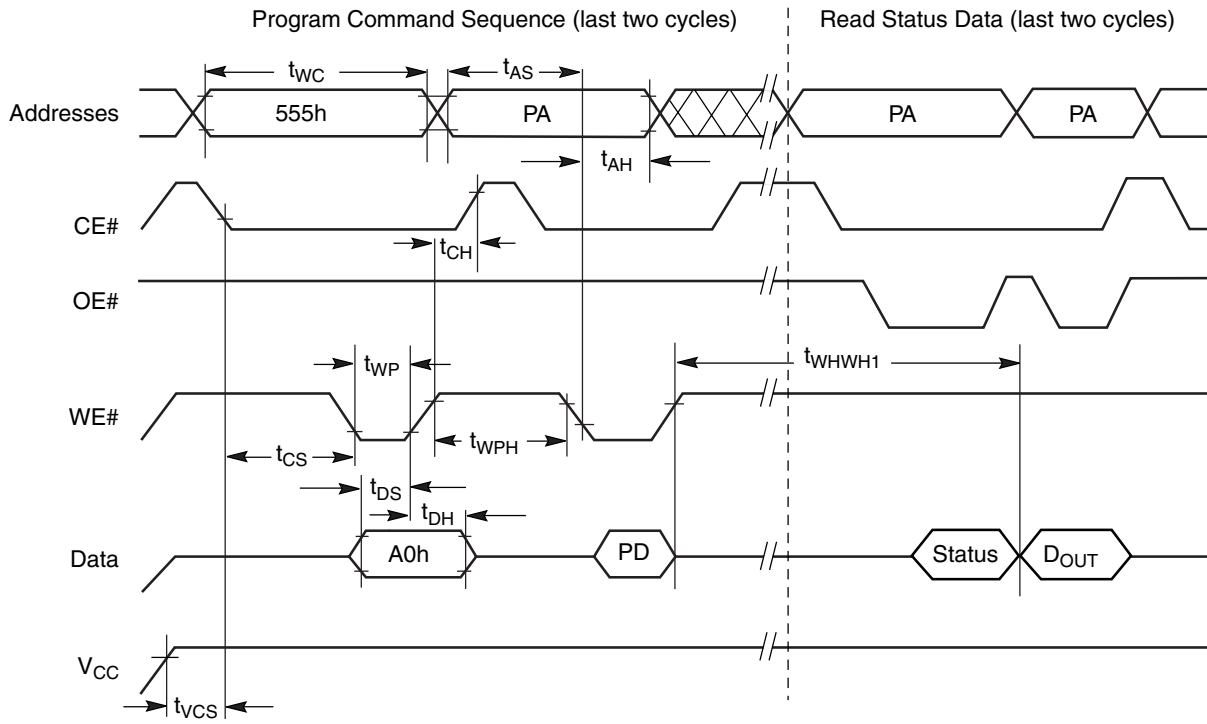 Program Command Sequence (last two cycles) Read Status Data (last two cycles)
tWC tAS
Addresses 555h PA PA PA
tAH
CE#
tCH
OE#
tWP tWHWH1
WE#
tCS tWPH
tDS
tDH
Data A0h PD Status DOUT
VCC
tVCS